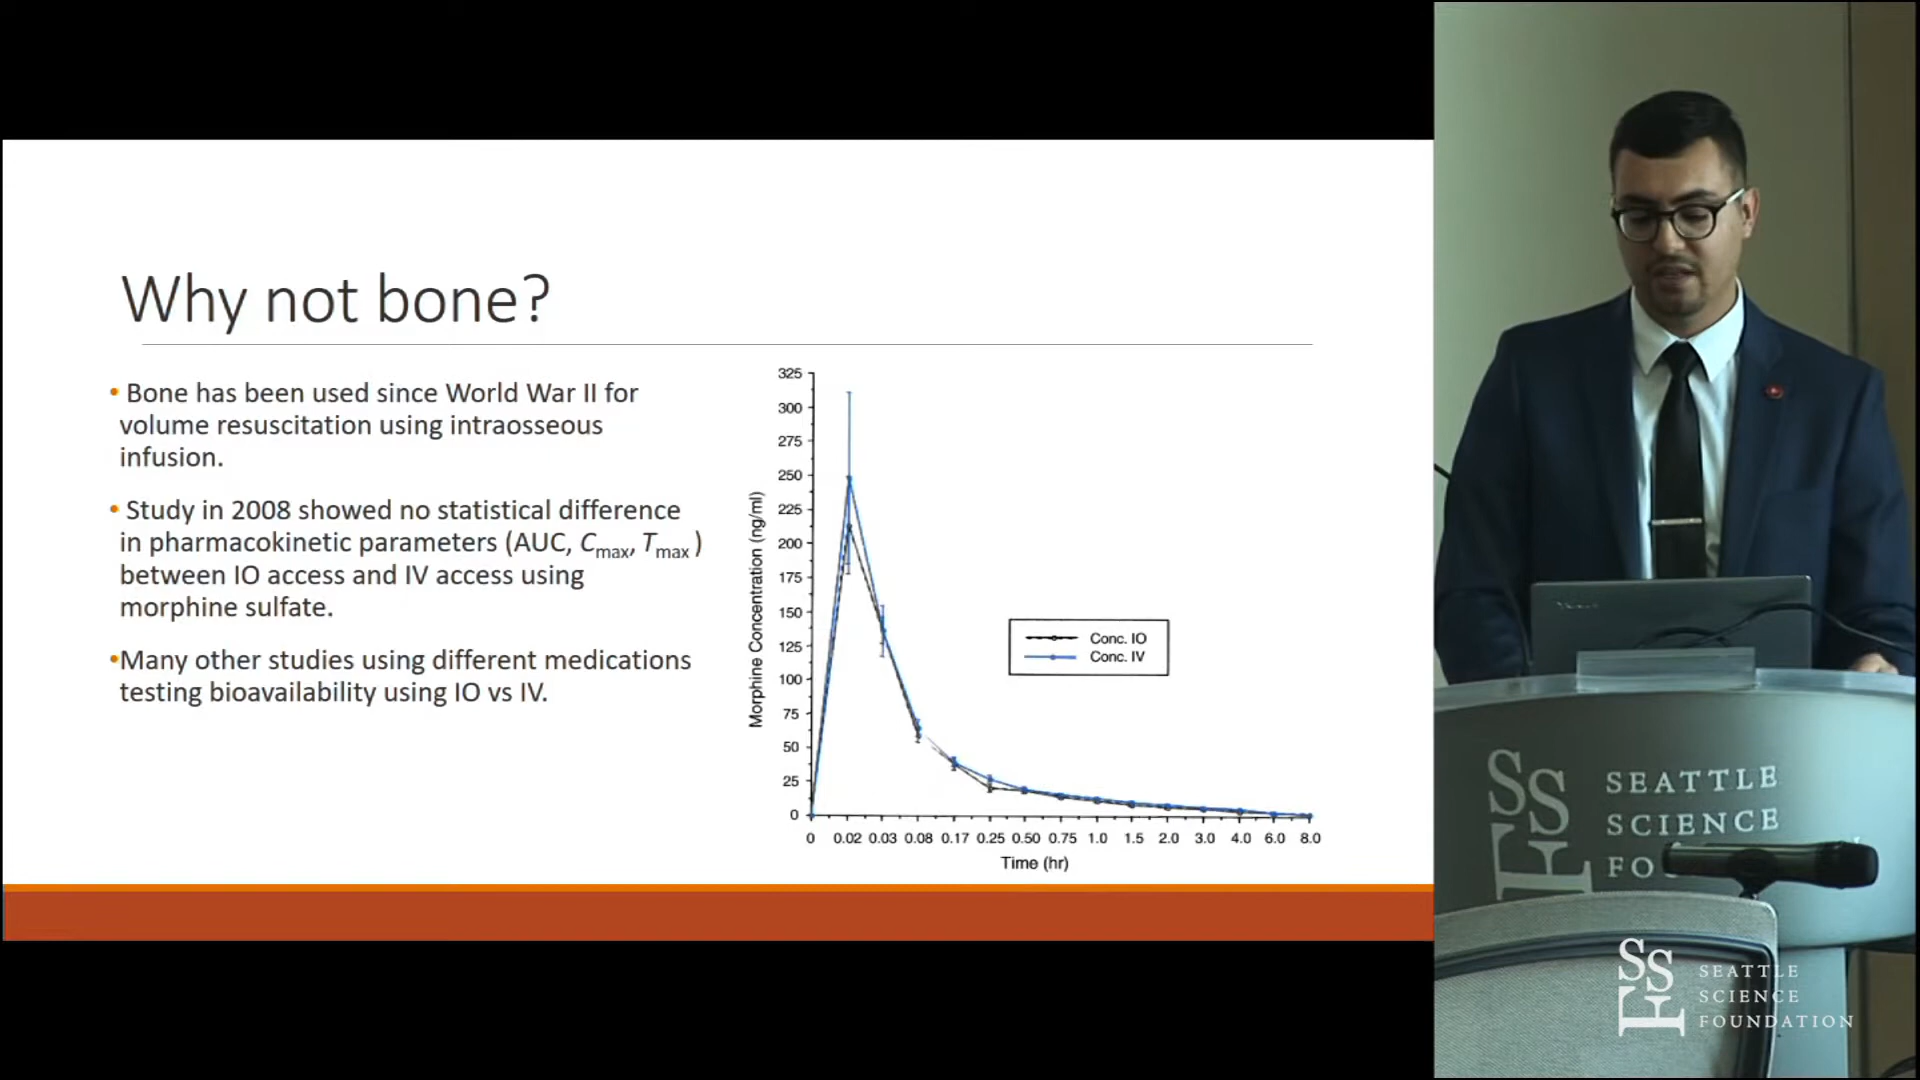 Why not bone?
• Bone has been used since World War II for
volume resuscitation using intraosseous
infusion.
• Study in 2008 showed no statistical difference
in pharmacokinetic parameters (AUC, Cmax, Tmax )
between IO access and IV access using
morphine sulfate.
•Many other studies using different medications
testing bioavailability using IO vs IV.
Morphine Concentration (ng/ml)
325
300
275
250
225
200
175
150
125
100
75
50
25
0
Conc. IO
Conc. IV
0 0.02 0.03 0.08 0.17 0.25 0.50 0.75 1.0 1.5 2.0 3.0 4.0 6.0 8.0
Time (hr)
SSF
SEATTLE
SCIENCE
FO
SSF
SEATTLE
SCIENCE
FOUNDATION